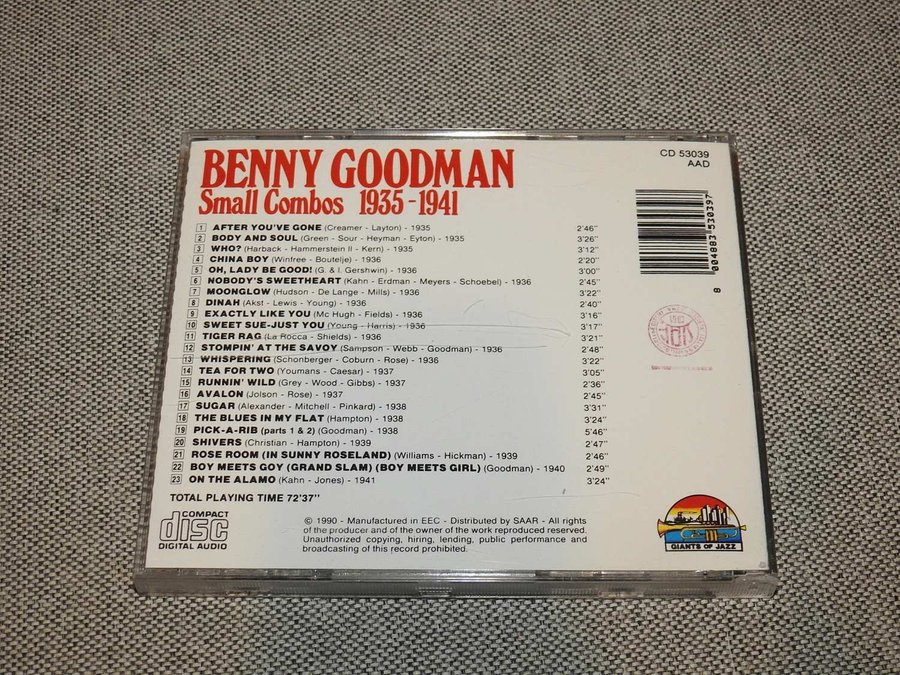 BENNY GOODMAN
Small Combos 1935-1941
CD 53039
AAD
1 AFTER YOU'VE GONE (Creamer - Layton) - 1935 2'46"
2 BODY AND SOUL (Green - Sour - Heyman - Eyton) - 1935 3'26"
3 WHO? (Harback - Hammerstein II - Kern) - 1935 3'12"
4 CHINA BOY (Winfree - Boutelje) - 1936 2'20"
5 OH, LADY BE GOOD! (G. & I. Gershwin) - 1936 3'00"
6 NOBODY'S SWEETHEART (Kahn - Erdman - Meyers - Schoebel) - 1936 2'45"
7 MOONGLOW (Hudson - De Lange - Mills) - 1936 3'22"
8 DINAH (Akst - Lewis - Young) - 1936 2'40"
9 EXACTLY LIKE YOU (Mc Hugh - Fields) - 1936 3'16"
10 SWEET SUE-JUST YOU (Young - Harris) - 1936 3'17"
11 TIGER RAG (La Rocca - Shields) - 1936 3'21"
12 STOMPIN' AT THE SAVOY (Sampson - Webb - Goodman) - 1936 2'48"
13 WHISPERING (Schonberger - Coburn - Rose) - 1936 3'22"
14 TEA FOR TWO (Youmans - Caesar) - 1937 3'05"
15 RUNNIN' WILD (Grey - Wood - Gibbs) - 1937 2'36"
16 AVALON (Jolson - Rose) - 1937 2'45"
17 SUGAR (Alexander - Mitchell - Pinkard) - 1938 3'31"
18 THE BLUES IN MY FLAT (Hampton) - 1938 3'24"
19 PICK-A-RIB (parts 1 & 2) (Goodman) - 1938 5'46"
20 SHIVERS (Christian - Hampton) - 1939 2'47"
21 ROSE ROOM (IN SUNNY ROSELAND) (Williams - Hickman) - 1939 2'46"
22 BOY MEETS GOY (GRAND SLAM) (BOY MEETS GIRL) (Goodman) - 1940 2'49"
23 ON THE ALAMO (Kahn - Jones) - 1941 3'24"
TOTAL PLAYING TIME 72'37"
8 004883 530397
COMPACT
disc
DIGITAL AUDIO
© 1990 - Manufactured in EEC - Distributed by SAAR - All rights
of the producer and of the owner of the work reproduced reserved.
Unauthorized copying, hiring, lending, public performance and
broadcasting of this record prohibited.
GIANTS OF JAZZ